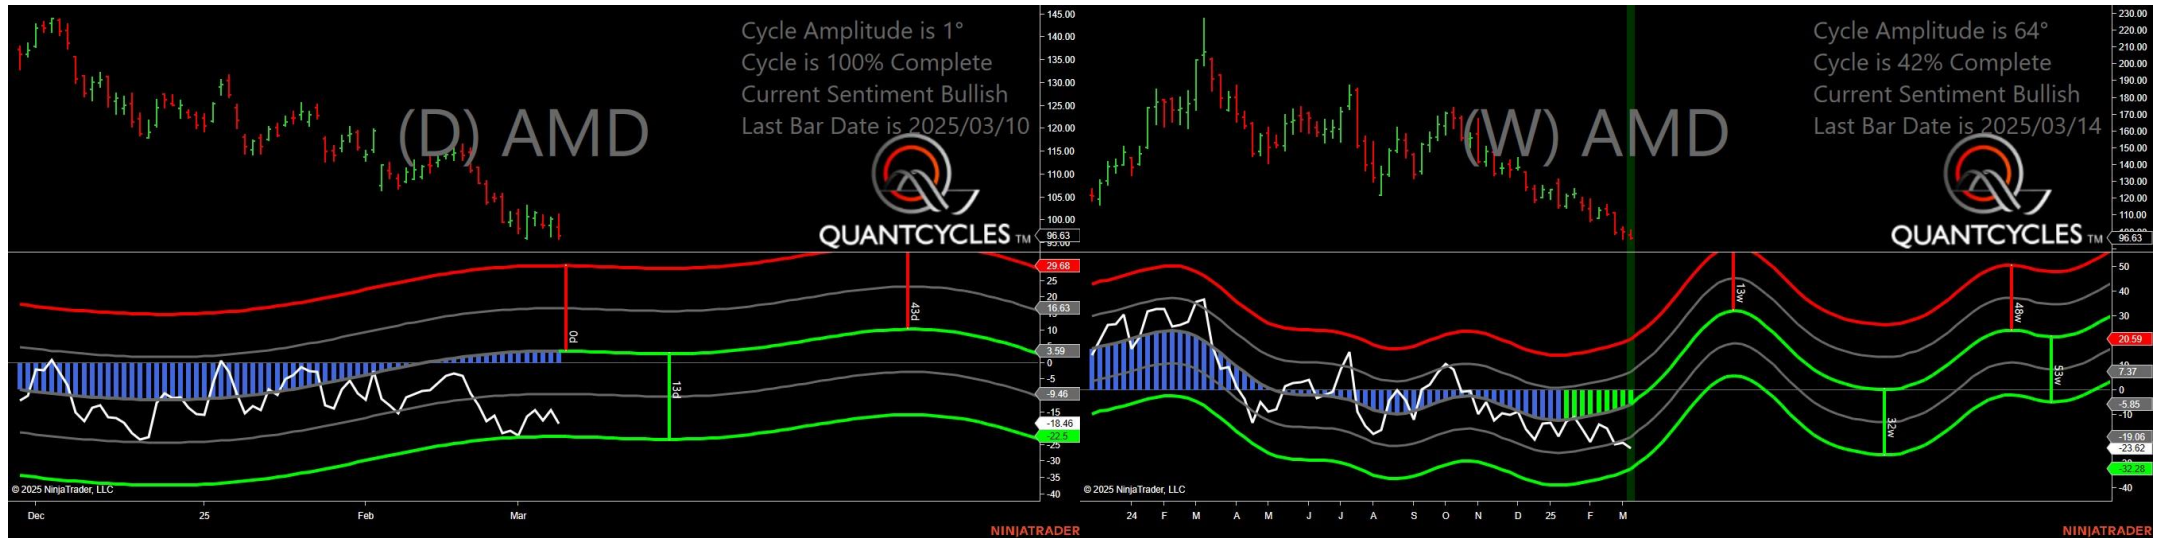 Cycle Amplitude is 1°
Cycle is 100% Complete
Current Sentiment Bullish
Last Bar Date is 2025/03/10
(D) AMD
QUANTCYCLES TM
145.00
140.00
135.00
130.00
125.00
120.00
115.00
110.00
105.00
100.00
96.63
29.68
25
20
16.63
10
3.59
0
-5
-9.46
-15
-18.46
-22.5
-25
-30
-35
-40
0d
13d
43d
© 2025 NinjaTrader, LLC
Dec
25
Feb
Mar
NINJATRADER
Cycle Amplitude is 64°
Cycle is 42% Complete
Current Sentiment Bullish
Last Bar Date is 2025/03/14
(W) AMD
QUANTCYCLES TM
230.00
220.00
210.00
200.00
190.00
180.00
170.00
160.00
150.00
140.00
130.00
120.00
110.00
96.63
50
40
30
20.59
10
7.37
0
-5.85
-10
-19.06
-23.62
-32.28
-40
13w
32w
48w
53w
© 2025 NinjaTrader, LLC
24 F M A M J J A S O N D 25 F M
NINJATRADER